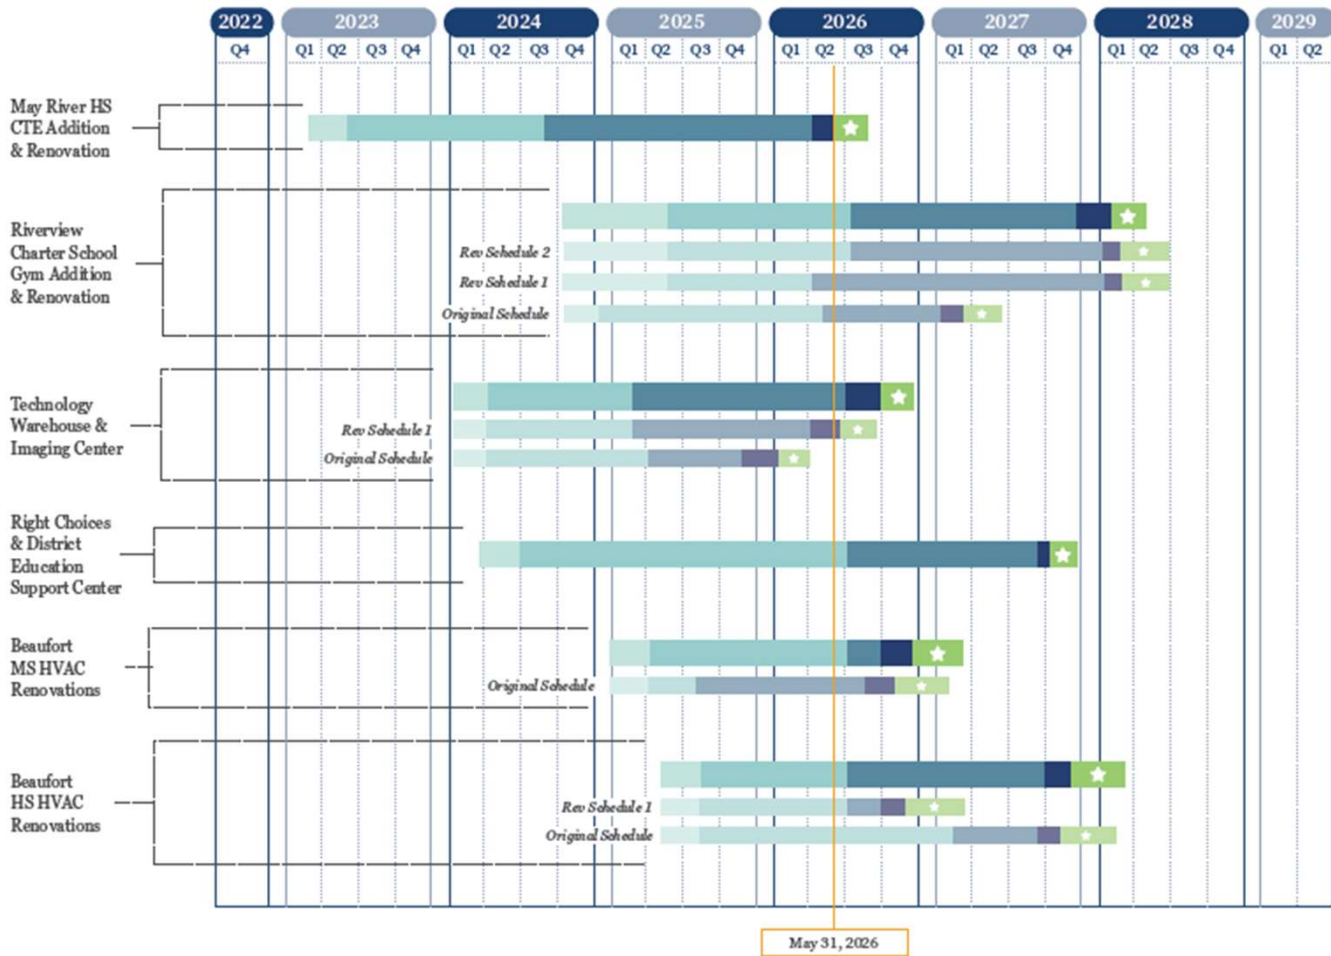 2022 2023 2024 2025 2026 2027 2028 2029
Q4 Q1 Q2 Q3 Q4 Q1 Q2 Q3 Q4 Q1 Q2 Q3 Q4 Q1 Q2 Q3 Q4 Q1 Q2 Q3 Q4 Q1 Q2 Q3 Q4 Q1 Q2
May River HS
CTE Addition
& Renovation
Riverview
Charter School
Gym Addition
& Renovation
Rev Schedule 2
Rev Schedule 1
Original Schedule
Technology
Warehouse &
Imaging Center
Rev Schedule 1
Original Schedule
Right Choices
& District
Education
Support Center
Beaufort
MS HVAC
Renovations
Original Schedule
Beaufort
HS HVAC
Renovations
Rev Schedule 1
Original Schedule
May 31, 2026